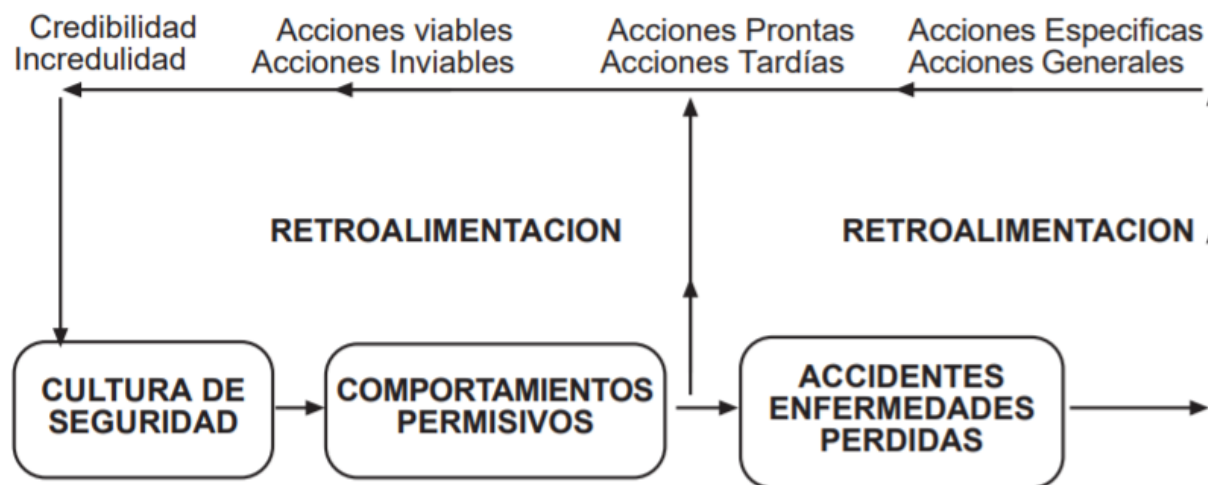 Credibilidad
Incredulidad
Acciones viables
Acciones Inviables
Acciones Prontas
Acciones Tardías
Acciones Especificas
Acciones Generales
RETROALIMENTACION
RETROALIMENTACION
CULTURA DE
SEGURIDAD
COMPORTAMIENTOS
PERMISIVOS
ACCIDENTES
ENFERMEDADES
PERDIDAS